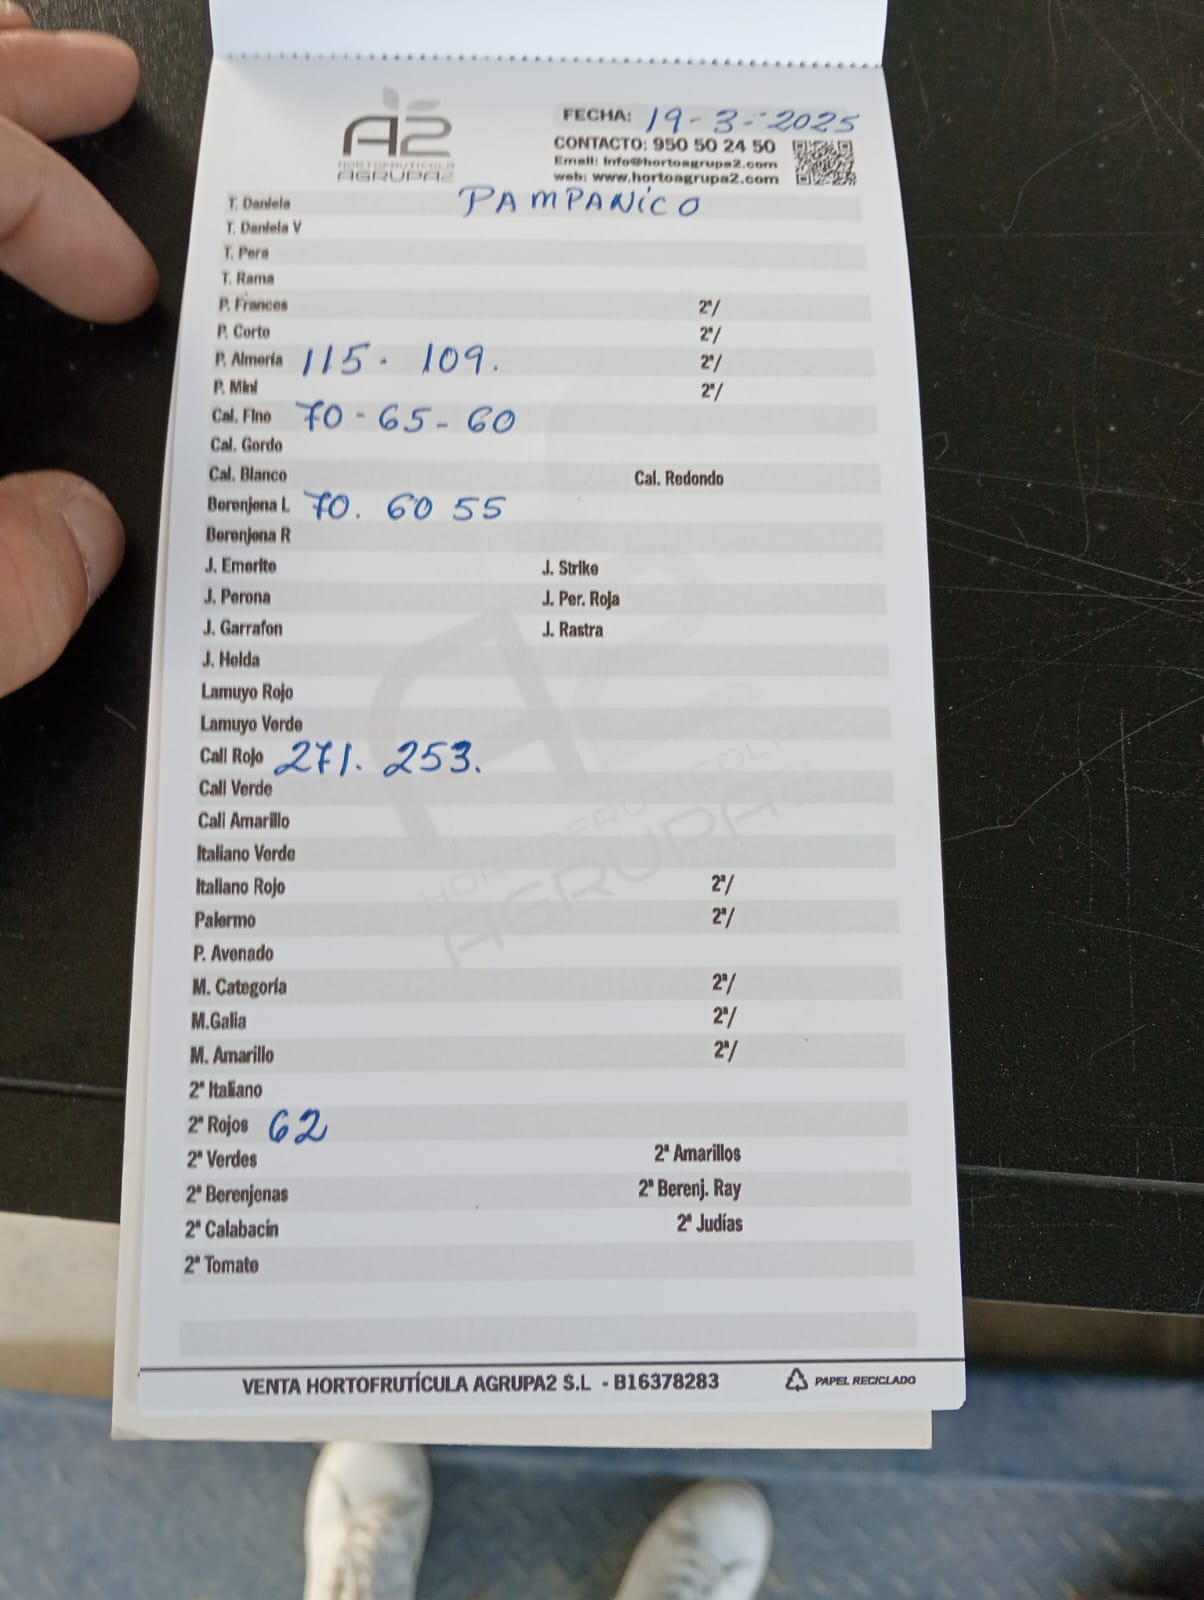 A2
HORTOFRUTICOLA
AGRUPA2
FECHA: 19-3-2025
CONTACTO: 950 50 24 50
Email: info@hortoagrupa2.com
web: www.hortoagrupa2.com
T. Daniela PAMPANICO
T. Daniela V
T. Pera
T. Rama
P. Frances 2ª/
P. Corto 2ª/
P. Almería 115. 109. 2ª/
P. Mini 2ª/
Cal. Fino 70-65-60
Cal. Gordo
Cal. Blanco Cal. Redondo
Berenjena L 70. 60 55
Berenjena R
J. Emerite J. Strike
J. Perona J. Per. Roja
J. Garrafon J. Rastra
J. Helda
Lamuyo Rojo
Lamuyo Verde
Cali Rojo 271. 253.
Cali Verde
Cali Amarillo
Italiano Verde
Italiano Rojo 2ª/
Palermo 2ª/
P. Avenado
M. Categoría 2ª/
M.Galia 2ª/
M. Amarillo 2ª/
2ª Italiano
2ª Rojos 62
2ª Verdes 2ª Amarillos
2ª Berenjenas 2ª Berenj. Ray
2ª Calabacín 2ª Judías
2ª Tomate
A2
HORTOFRUTICOLA
AGRUPA2
VENTA HORTOFRUTÍCULA AGRUPA2 S.L - B16378283
PAPEL RECICLADO